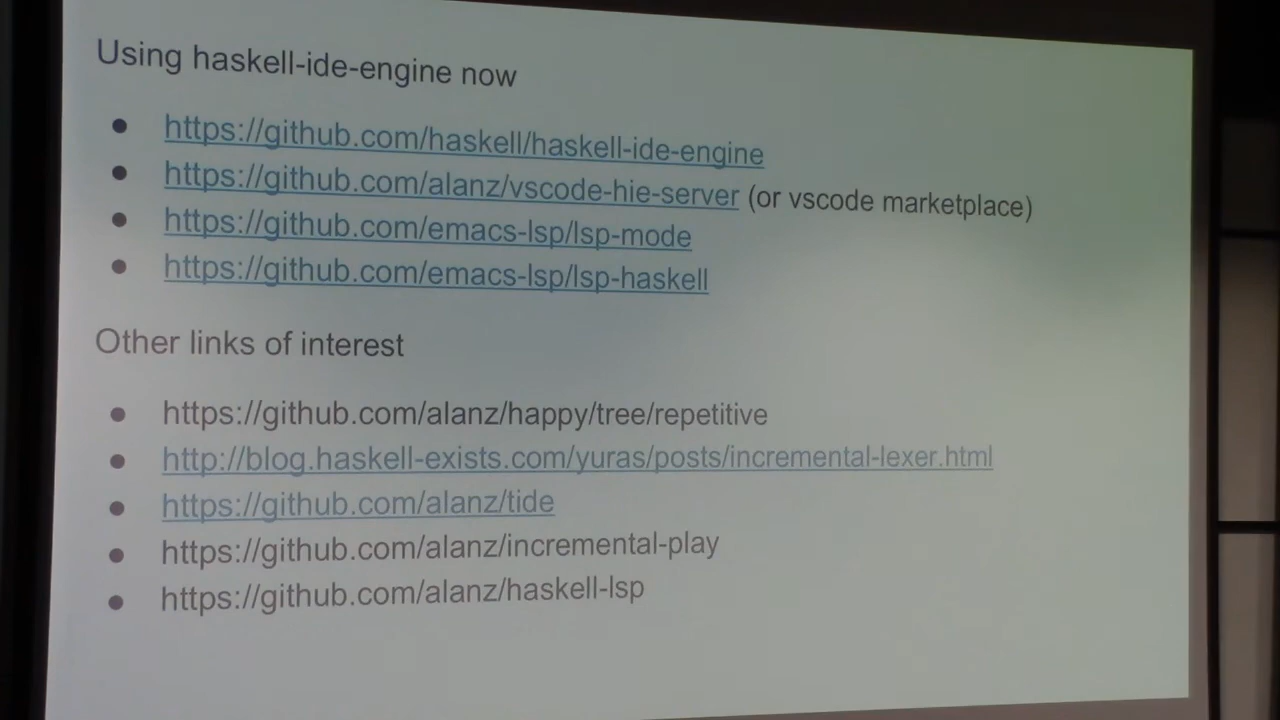 Using haskell-ide-engine now
● https://github.com/haskell/haskell-ide-engine
● https://github.com/alanz/vscode-hie-server (or vscode marketplace)
● https://github.com/emacs-lsp/lsp-mode
● https://github.com/emacs-lsp/lsp-haskell
Other links of interest
● https://github.com/alanz/happy/tree/repetitive
● http://blog.haskell-exists.com/yuras/posts/incremental-lexer.html
● https://github.com/alanz/tide
● https://github.com/alanz/incremental-play
● https://github.com/alanz/haskell-lsp